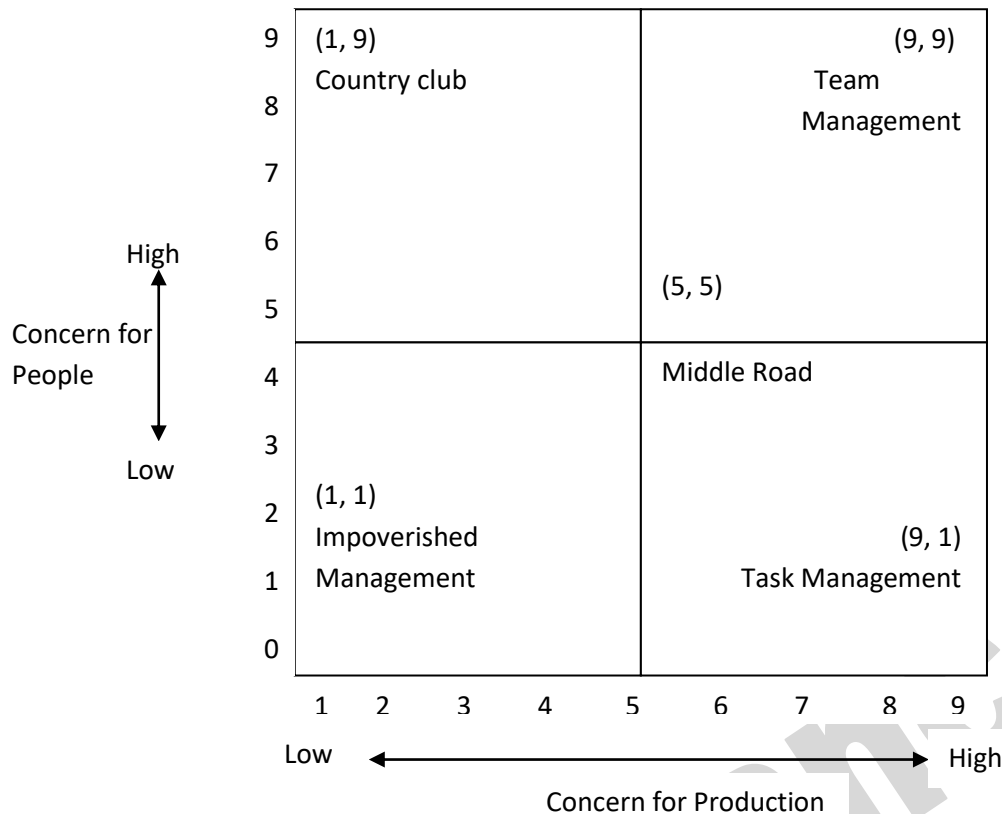 9
(1, 9)
(9, 9)
Country club
Team
8
Management
7
6
High
5
(5, 5)
Concern for
People
4
Middle Road
3
Low
(1, 1)
2
Impoverished
(9, 1)
Management
1
Task Management
0
1 2 3 4 5 6 7 8 9
Low
High
Concern for Production